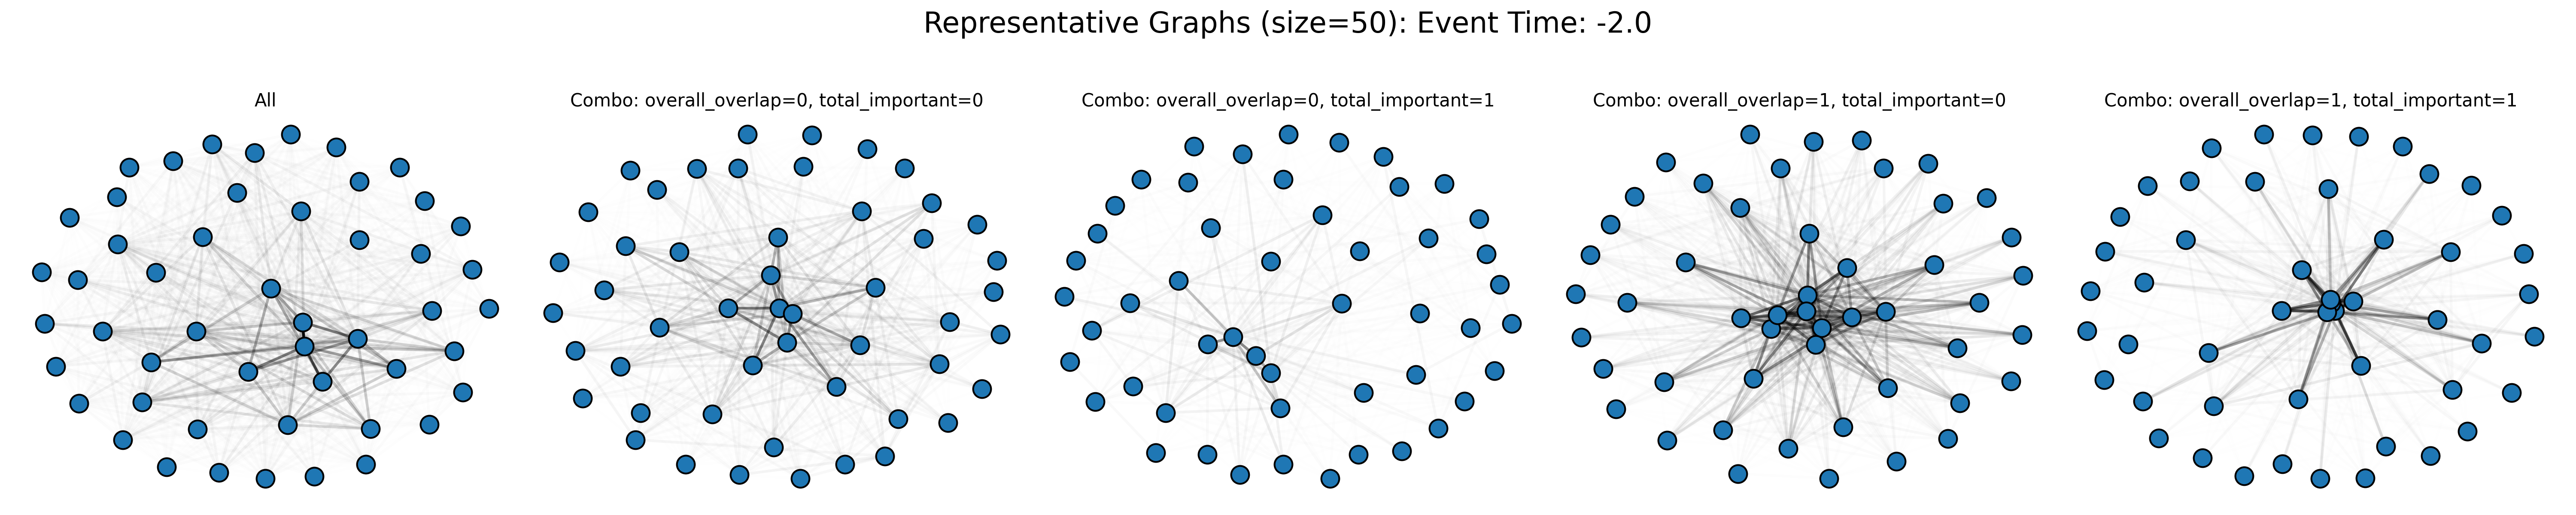 Representative Graphs (size=50): Event Time: -2.0
All
Combo: overall_overlap=0, total_important=0
Combo: overall_overlap=0, total_important=1
Combo: overall_overlap=1, total_important=0
Combo: overall_overlap=1, total_important=1